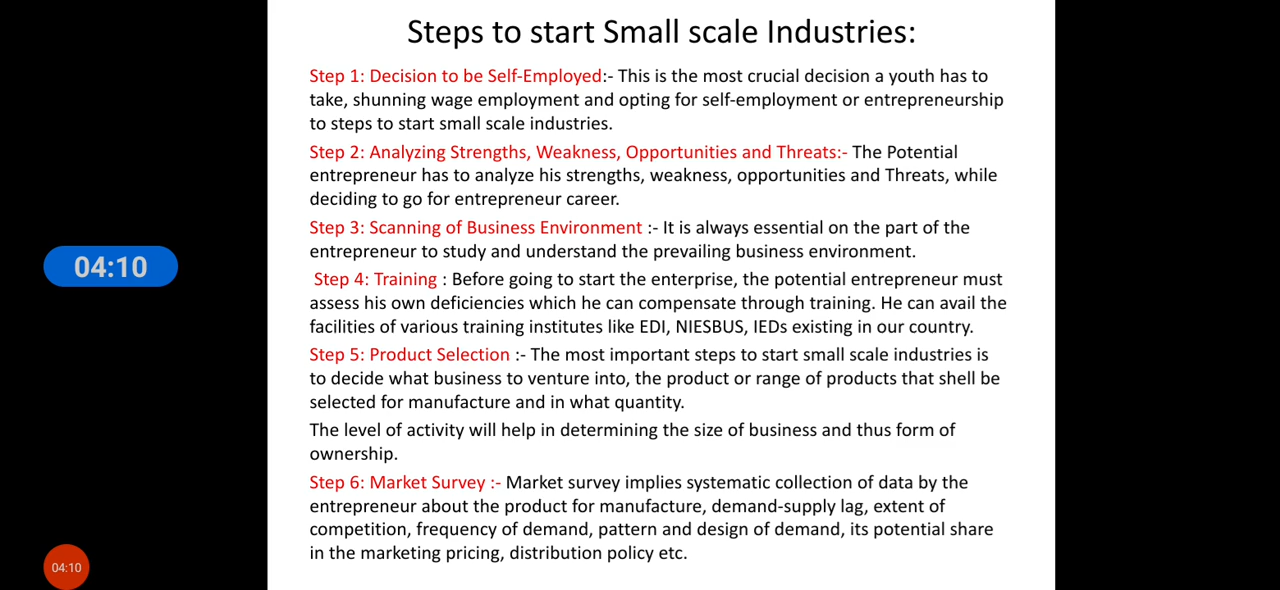 Steps to start Small scale Industries:
Step 1: Decision to be Self-Employed:- This is the most crucial decision a youth has to
take, shunning wage employment and opting for self-employment or entrepreneurship
to steps to start small scale industries.
Step 2: Analyzing Strengths, Weakness, Opportunities and Threats:- The Potential
entrepreneur has to analyze his strengths, weakness, opportunities and Threats, while
deciding to go for entrepreneur career.
Step 3: Scanning of Business Environment :- It is always essential on the part of the
entrepreneur to study and understand the prevailing business environment.
04:10
Step 4: Training : Before going to start the enterprise, the potential entrepreneur must
assess his own deficiencies which he can compensate through training. He can avail the
facilities of various training institutes like EDI, NIESBUS, IEDs existing in our country.
Step 5: Product Selection :- The most important steps to start small scale industries is
to decide what business to venture into, the product or range of products that shell be
selected for manufacture and in what quantity.
The level of activity will help in determining the size of business and thus form of
ownership.
Step 6: Market Survey :- Market survey implies systematic collection of data by the
entrepreneur about the product for manufacture, demand-supply lag, extent of
competition, frequency of demand, pattern and design of demand, its potential share
in the marketing pricing, distribution policy etc.
04:10